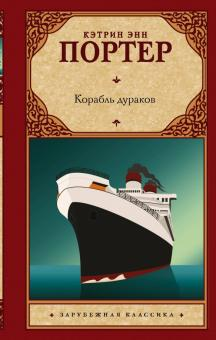 КЭТРИН ЭНН
ПОРТЕР
Корабль дураков
ЗАРУБЕЖНАЯ КЛАССИКА